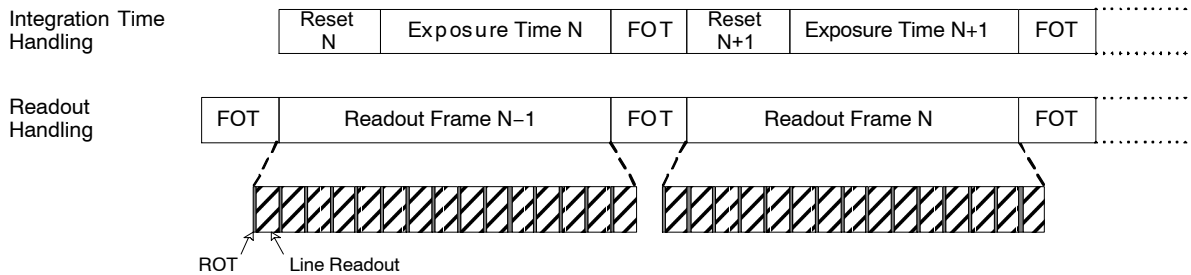 Integration Time
Handling
Reset
N
Exposure Time N
FOT
Reset
N+1
Exposure Time N+1
FOT
Readout
Handling
FOT
Readout Frame N−1
FOT
Readout Frame N
FOT
ROT
Line Readout